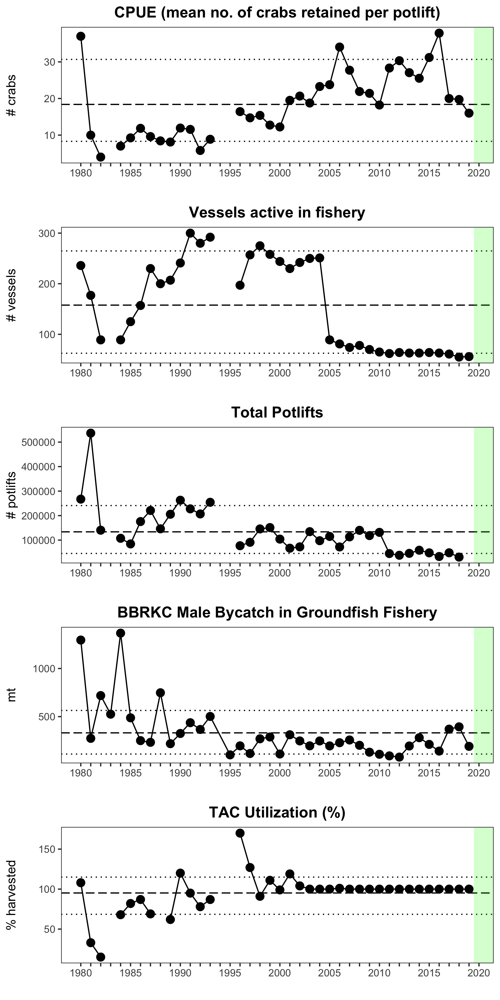 CPUE (mean no. of crabs retained per potlift)
# crabs
30
20
10
1980 1985 1990 1995 2000 2005 2010 2015 2020
Vessels active in fishery
# vessels
300
200
100
1980 1985 1990 1995 2000 2005 2010 2015 2020
Total Potlifts
# potlifts
500000
400000
300000
200000
100000
1980 1985 1990 1995 2000 2005 2010 2015 2020
BBRKC Male Bycatch in Groundfish Fishery
mt
1000
500
1980 1985 1990 1995 2000 2005 2010 2015 2020
TAC Utilization (%)
% harvested
150
100
50
1980 1985 1990 1995 2000 2005 2010 2015 2020